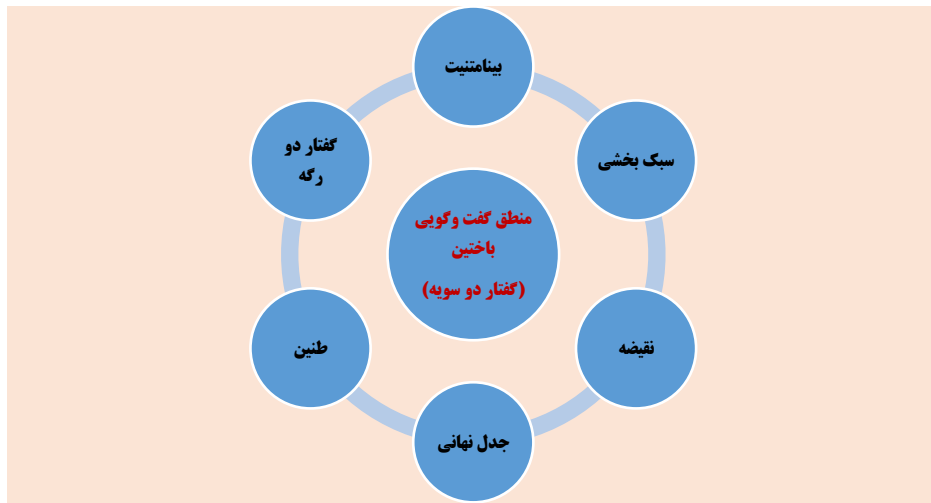 بینامتنیت
سبک بخشی
نقیضه
جدل نهانی
طنین
گفتار دو
رگه
منطق گفت وگویی
باختین
(گفتار دو سویه)